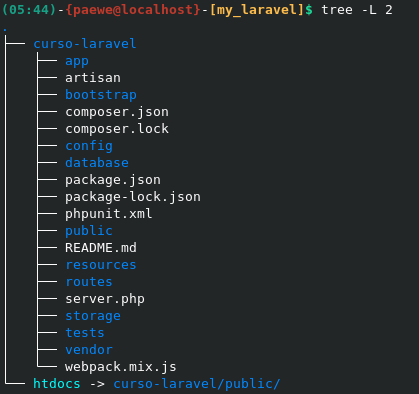 (05:44)-{paewe@localhost}-[my_laravel]$ tree -L 2
.
├── curso-laravel
│   ├── app
│   ├── artisan
│   ├── bootstrap
│   ├── composer.json
│   ├── composer.lock
│   ├── config
│   ├── database
│   ├── package.json
│   ├── package-lock.json
│   ├── phpunit.xml
│   ├── public
│   ├── README.md
│   ├── resources
│   ├── routes
│   ├── server.php
│   ├── storage
│   ├── tests
│   ├── vendor
│   └── webpack.mix.js
└── htdocs -> curso-laravel/public/